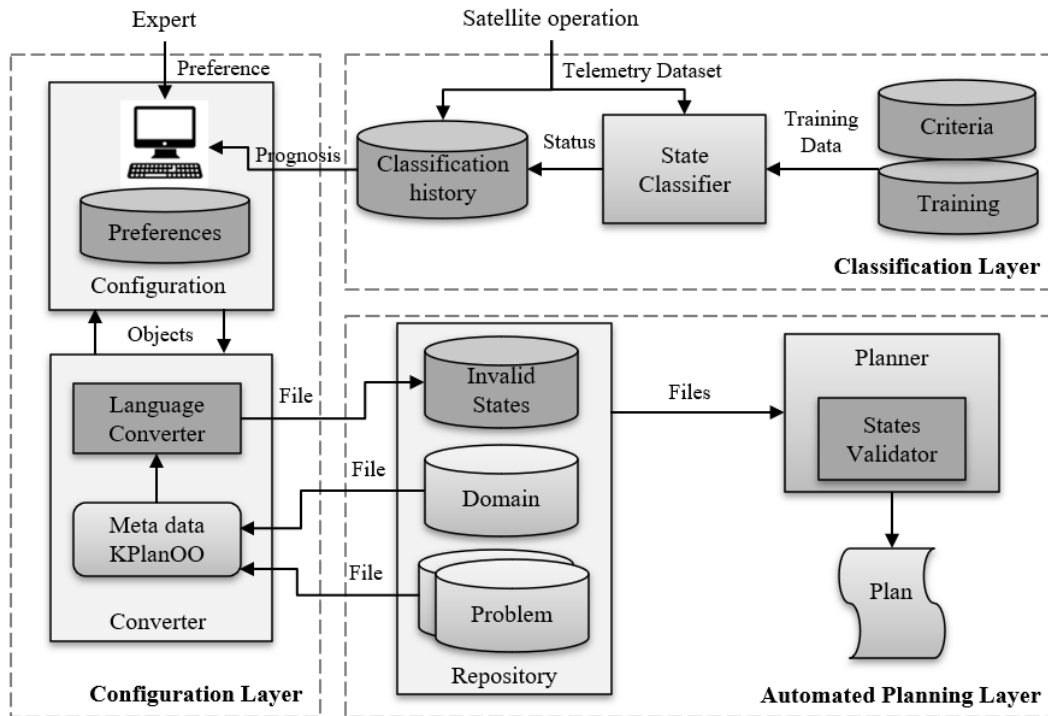 Expert
Satellite operation
Preference
Telemetry Dataset
Prognosis
Classification
history
Status
State
Classifier
Training
Data
Criteria
Training
Classification Layer
Preferences
Configuration
Objects
Language
Converter
File
Meta data
KPlanOO
File
File
Converter
Configuration Layer
Invalid
States
Domain
Problem
Repository
Files
Planner
States
Validator
Plan
Automated Planning Layer